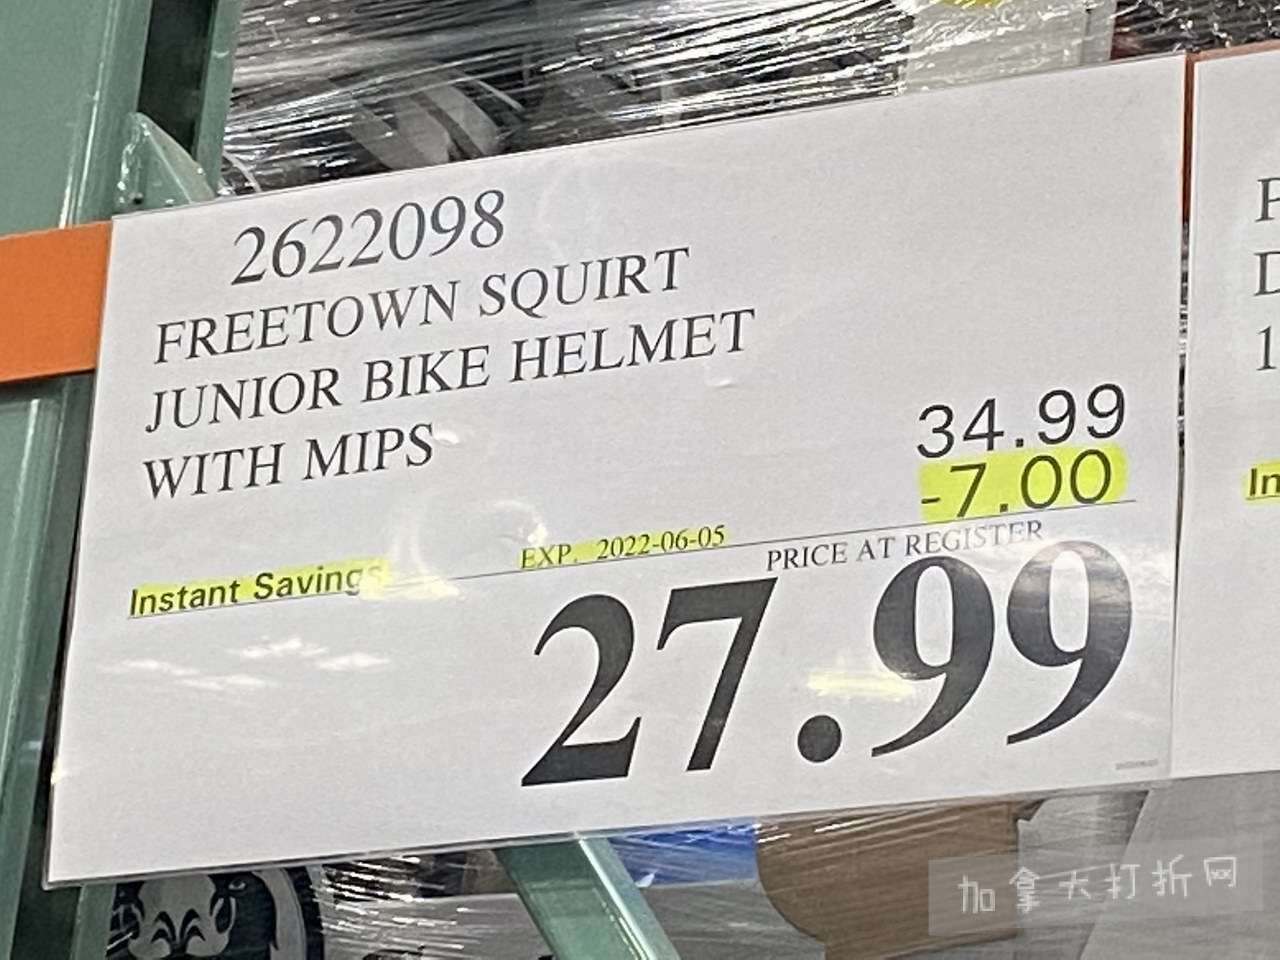 2622098
FREETOWN SQUIRT
JUNIOR BIKE HELMET
WITH MIPS
34.99
-7.00
Instant Savings
EXP. 2022-06-05
PRICE AT REGISTER
27.99
In
加拿大打折网